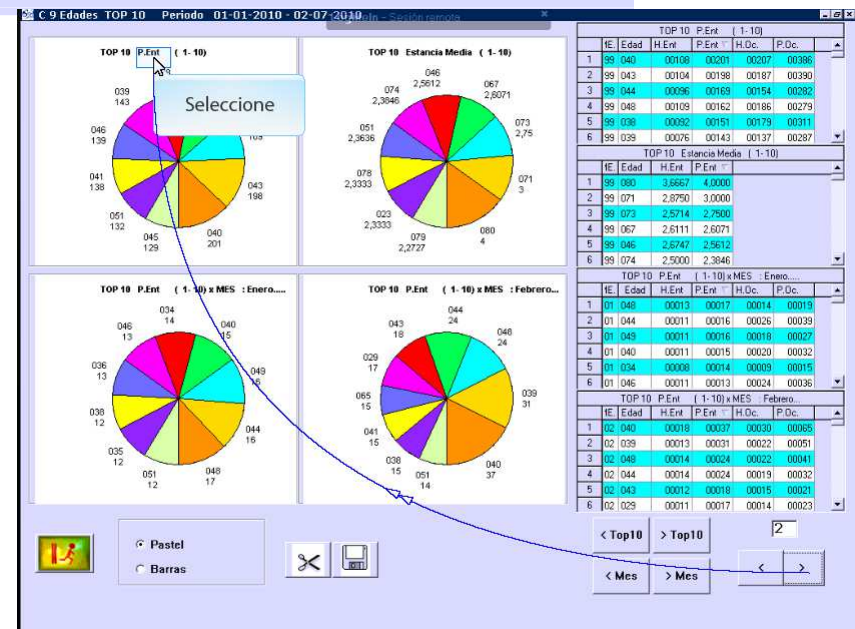 C 9 Edades TOP 10 Periodo 01-01-2010 - 02-07-2010
Sesión remota
TOP 10 P.Ent ( 1- 10)
039
143
046
139
041
138
051
132
045
129
040
201
043
198
Seleccione
TOP 10 Estancia Media ( 1- 10)
046
2,5612
067
2,6071
073
2,75
071
3
080
4
079
2,2727
023
2,3333
078
2,3333
051
2,3636
074
2,3846
TOP 10 P.Ent ( 1- 10) x MES : Enero.....
034
14
040
15
049
16
044
16
048
17
051
12
035
12
038
12
036
13
046
13
TOP 10 P.Ent ( 1- 10) x MES : Febrero...
044
24
048
24
039
31
040
37
051
14
038
15
041
15
065
15
029
17
043
18
TOP 10 P.Ent ( 1- 10)
1E. Edad H.Ent P.Ent H.Oc. P.Oc.
1 99 040 00108 00201 00207 00386
2 99 043 00104 00198 00187 00390
3 99 044 00096 00169 00154 00282
4 99 048 00109 00162 00186 00279
5 99 038 00092 00151 00179 00311
6 99 039 00076 00143 00137 00287
TOP 10 Estancia Media ( 1- 10)
1E. Edad H.Ent P.Ent
1 99 080 3,6667 4,0000
2 99 071 2,8750 3,0000
3 99 073 2,5714 2,7500
4 99 067 2,6111 2,6071
5 99 046 2,6747 2,5612
6 99 074 2,5000 2,3846
TOP 10 P.Ent ( 1- 10) x MES : Enero.....
1E. Edad H.Ent P.Ent H.Oc. P.Oc.
1 01 048 00013 00017 00014 00019
2 01 044 00011 00016 00026 00039
3 01 049 00011 00016 00018 00027
4 01 040 00011 00015 00020 00032
5 01 034 00008 00014 00009 00015
6 01 046 00011 00013 00024 00036
TOP 10 P.Ent ( 1- 10) x MES : Febrero...
1E. Edad H.Ent P.Ent H.Oc. P.Oc.
1 02 040 00018 00037 00030 00065
2 02 039 00013 00031 00022 00051
3 02 048 00014 00024 00022 00041
4 02 044 00014 00024 00019 00032
5 02 043 00012 00018 00015 00021
6 02 029 00011 00017 00014 00023
Pastel
Barras
< Top10 > Top10
2
< Mes > Mes
< >